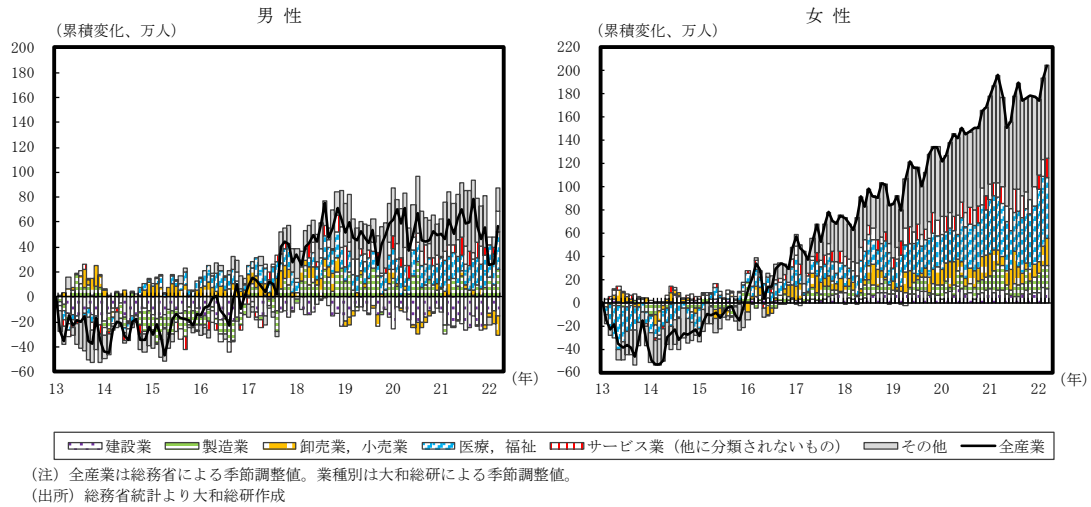 男 性
(累積変化、万人)
200
180
160
140
120
100
80
60
40
20
0
−20
−40
−60
13 14 15 16 17 18 19 20 21 22
(年)
女 性
(累積変化、万人)
220
200
180
160
140
120
100
80
60
40
20
0
−20
−40
−60
13 14 15 16 17 18 19 20 21 22
(年)
建設業 製造業 卸売業，小売業 医療，福祉 サービス業（他に分類されないもの） その他 全産業
(注) 全産業は総務省による季節調整値。業種別は大和総研による季節調整値。
(出所) 総務省統計より大和総研作成